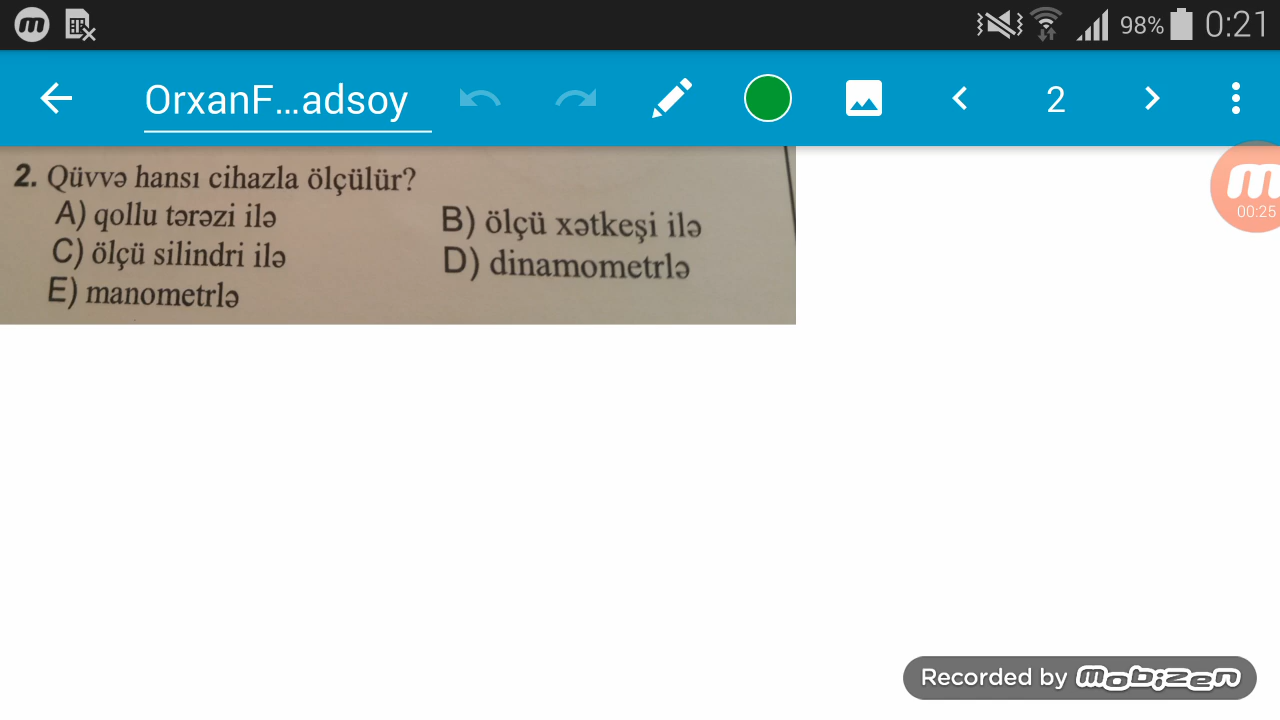 98% 0:21
OrxanF...adsoy 2
00:25
2. Qüvvə hansı cihazla ölçülür?
A) qollu tərəzi ilə B) ölçü xətkeşi ilə
C) ölçü silindri ilə D) dinamometrlə
E) manometrlə
Recorded by mobizen